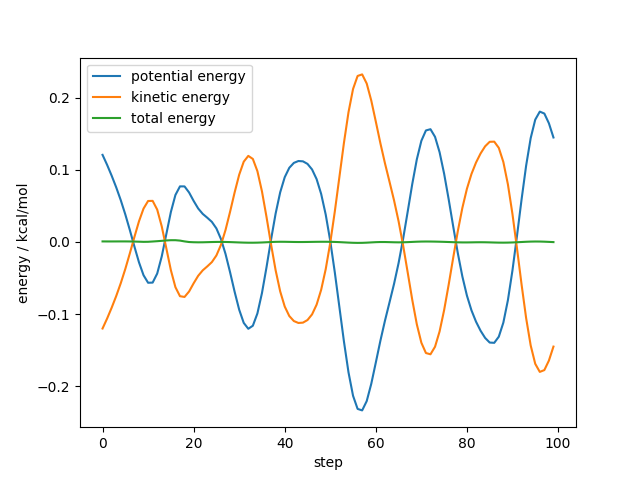 potential energy
kinetic energy
total energy
0.2
0.1
0.0
−0.1
−0.2
energy / kcal/mol
0
20
40
60
80
100
step